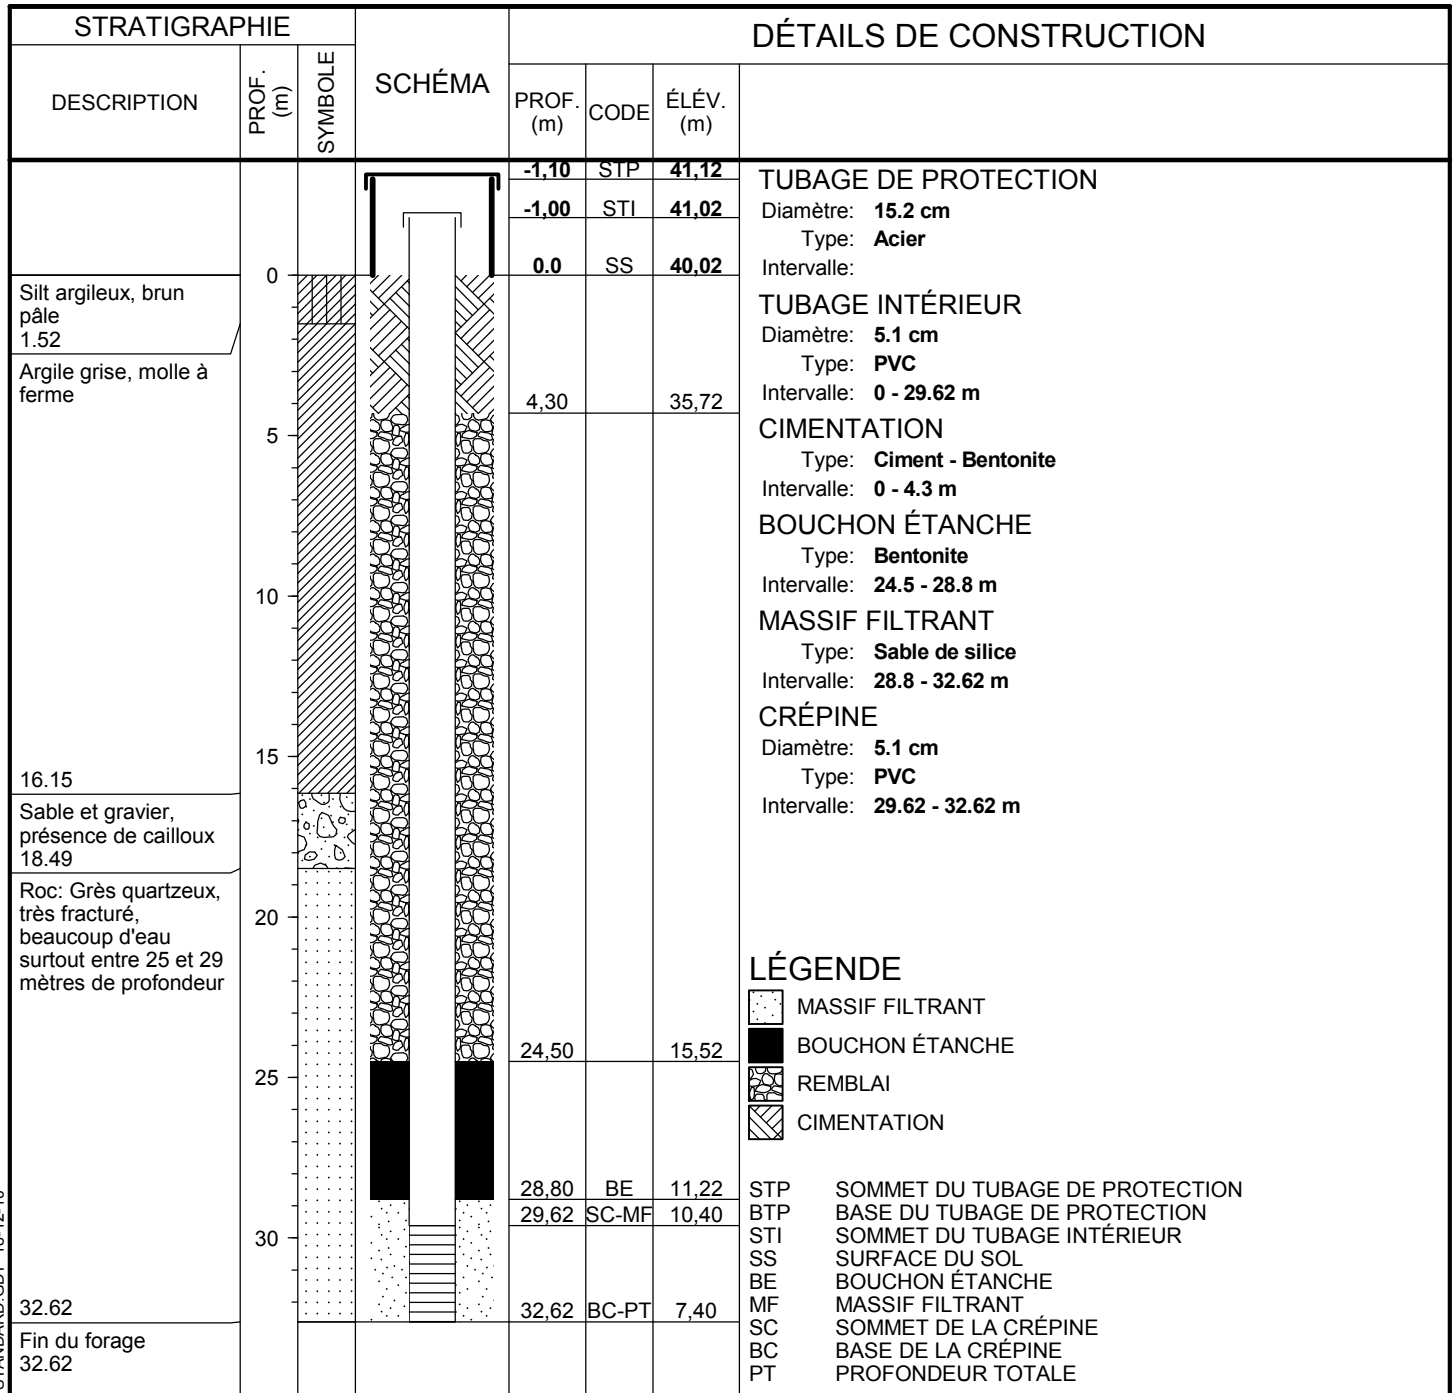 STRATIGRAPHIE
DESCRIPTION
PROF. (m)
SYMBOLE
SCHÉMA
DÉTAILS DE CONSTRUCTION
PROF. (m)
CODE
ÉLÉV. (m)
-1,10 STP 41,12
-1,00 STI 41,02
0.0 SS 40,02
4,30 35,72
24,50 15,52
28,80 BE 11,22
29,62 SC-MF 10,40
32,62 BC-PT 7,40
0
5
10
15
20
25
30
Silt argileux, brun
pâle
1.52
Argile grise, molle à
ferme
16.15
Sable et gravier,
présence de cailloux
18.49
Roc: Grès quartzeux,
très fracturé,
beaucoup d'eau
surtout entre 25 et 29
mètres de profondeur
32.62
Fin du forage
32.62
TUBAGE DE PROTECTION
Diamètre: 15.2 cm
Type: Acier
Intervalle:
TUBAGE INTÉRIEUR
Diamètre: 5.1 cm
Type: PVC
Intervalle: 0 - 29.62 m
CIMENTATION
Type: Ciment - Bentonite
Intervalle: 0 - 4.3 m
BOUCHON ÉTANCHE
Type: Bentonite
Intervalle: 24.5 - 28.8 m
MASSIF FILTRANT
Type: Sable de silice
Intervalle: 28.8 - 32.62 m
CRÉPINE
Diamètre: 5.1 cm
Type: PVC
Intervalle: 29.62 - 32.62 m
LÉGENDE
MASSIF FILTRANT
BOUCHON ÉTANCHE
REMBLAI
CIMENTATION
STP SOMMET DU TUBAGE DE PROTECTION
BTP BASE DU TUBAGE DE PROTECTION
STI SOMMET DU TUBAGE INTÉRIEUR
SS SURFACE DU SOL
BE BOUCHON ÉTANCHE
MF MASSIF FILTRANT
SC SOMMET DE LA CRÉPINE
BC BASE DE LA CRÉPINE
PT PROFONDEUR TOTALE